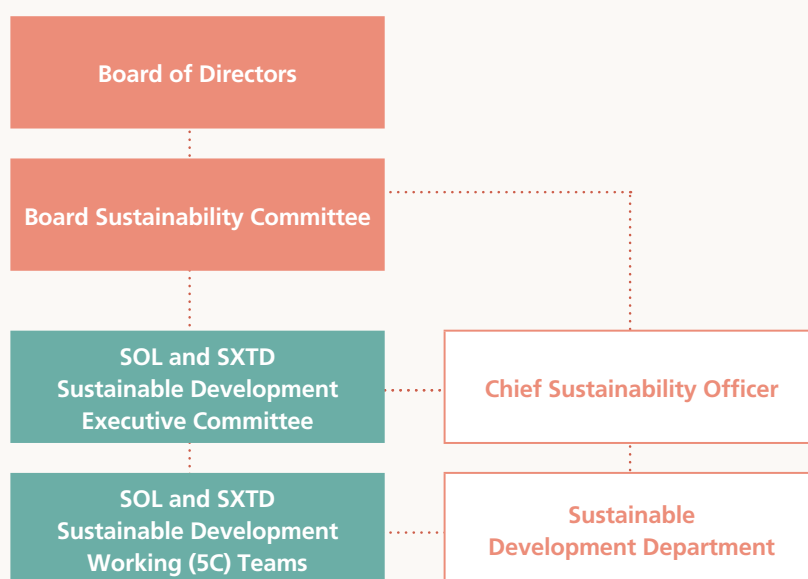 Board of Directors
Board Sustainability Committee
SOL and SXTD
Sustainable Development
Executive Committee
Chief Sustainability Officer
SOL and SXTD
Sustainable Development
Working (5C) Teams
Sustainable
Development Department